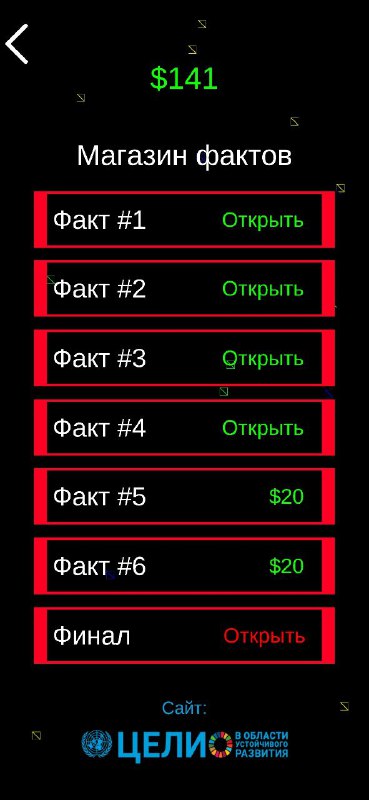 $141
Магазин фактов
Факт #1 Открыть
Факт #2 Открыть
Факт #3 Открыть
Факт #4 Открыть
Факт #5 $20
Факт #6 $20
Финал Открыть
Сайт:
ЦЕЛИ В ОБЛАСТИ
УСТОЙЧИВОГО
РАЗВИТИЯ